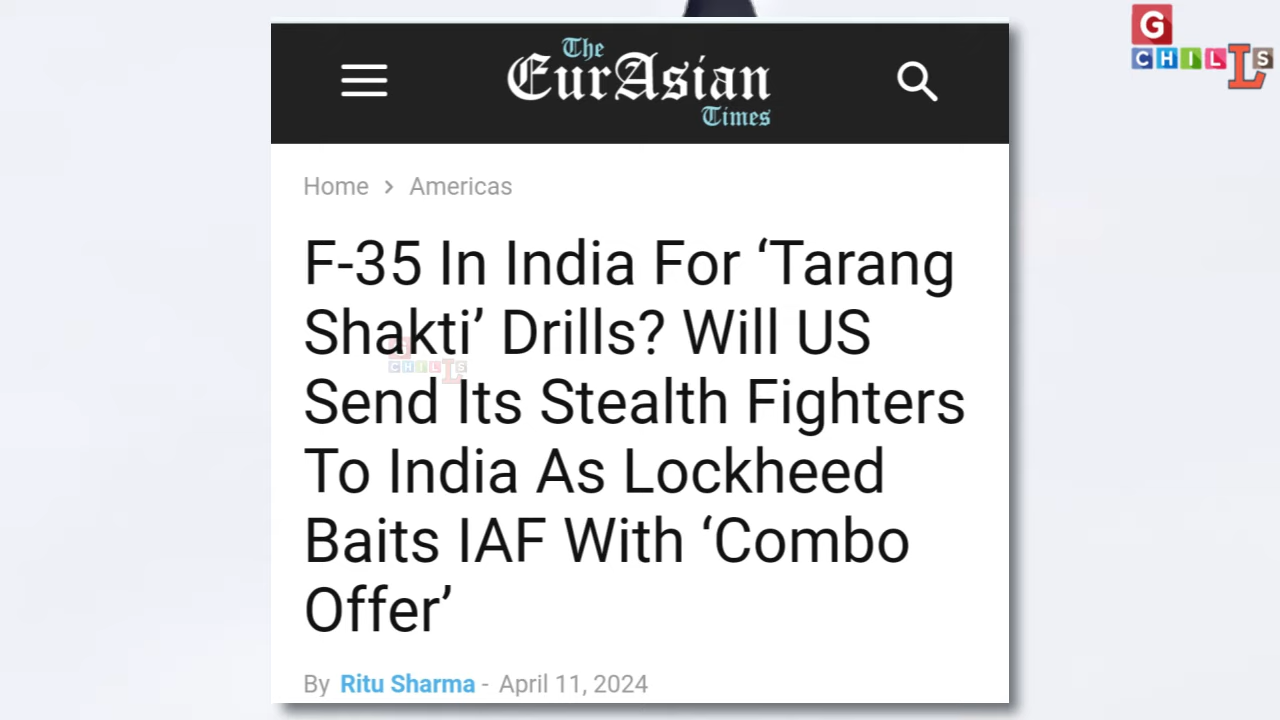 G
CHILLS
The
EurAsian
Times
Home > Americas
F-35 In India For ‘Tarang
Shakti’ Drills? Will US
Send Its Stealth Fighters
To India As Lockheed
Baits IAF With ‘Combo
Offer’
G
CHILLS
By Ritu Sharma - April 11, 2024